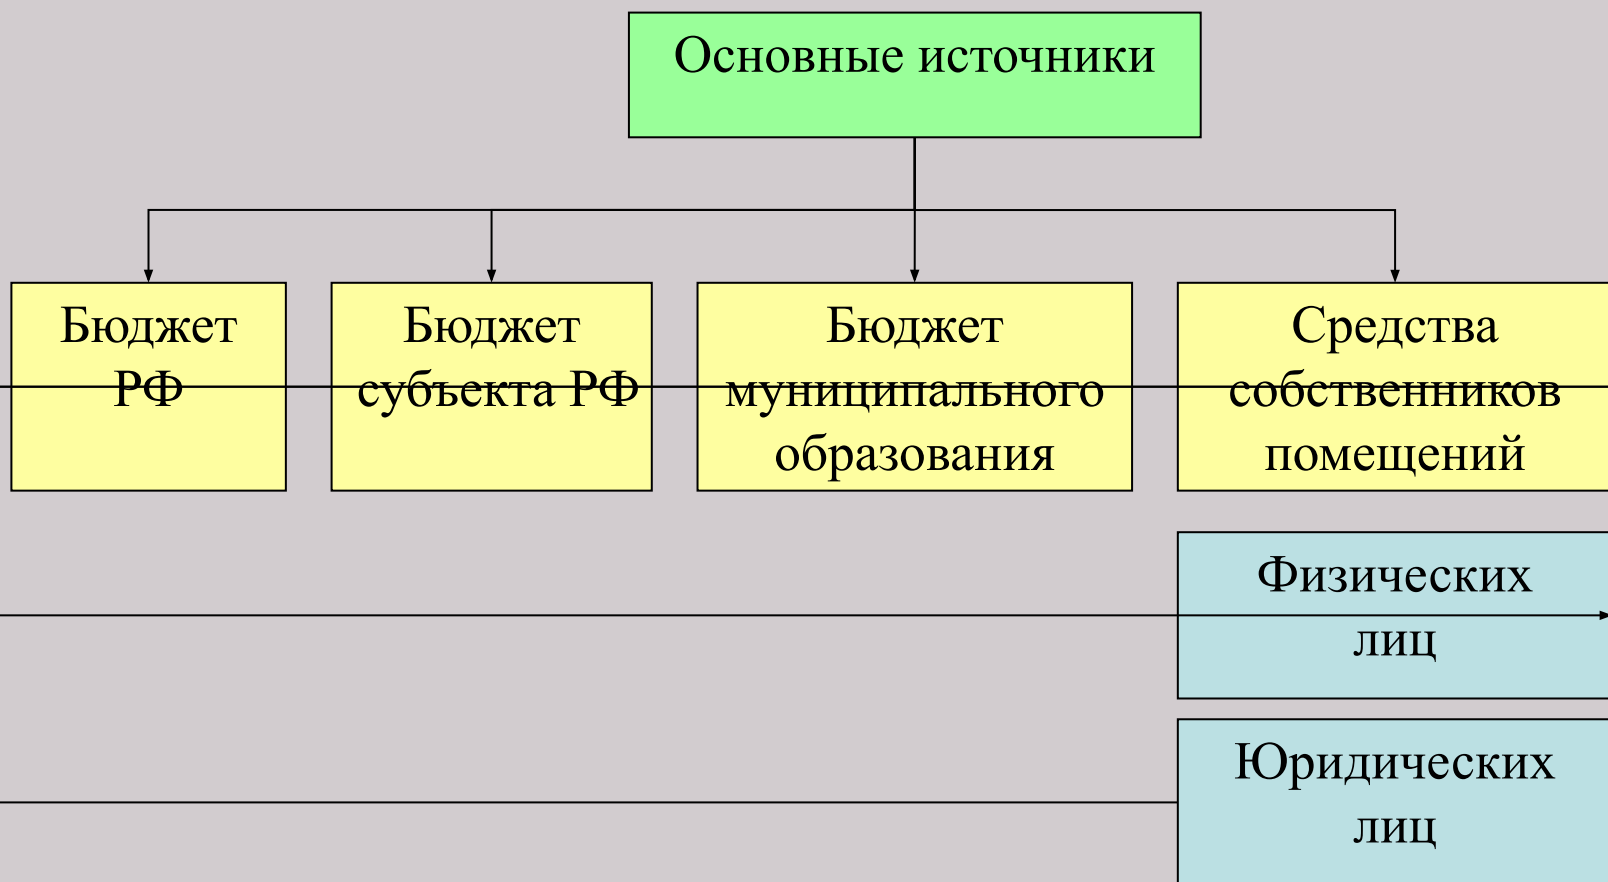 Основные источники
Бюджет
РФ
Бюджет
субъекта РФ
Бюджет
муниципального
образования
Средства
собственников
помещений
Физических
лиц
Юридических
лиц